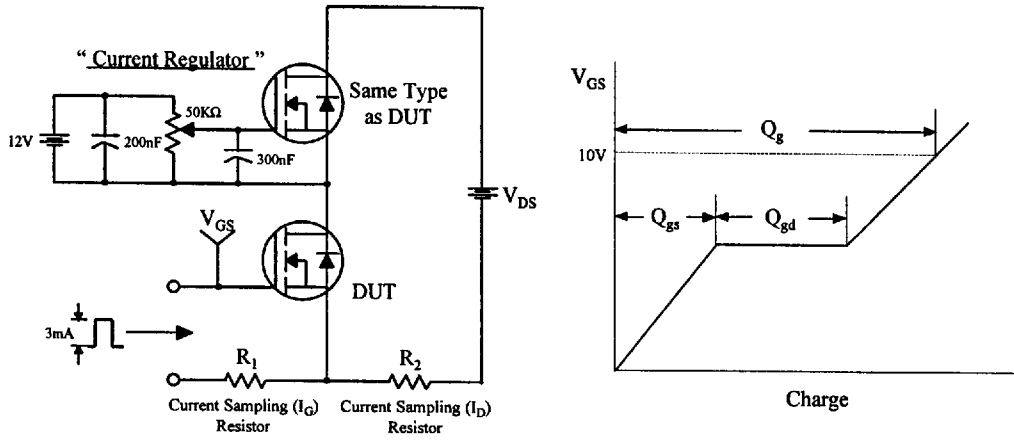 “ Current Regulator ”
Same Type
as DUT
50KΩ
12V
200nF
300nF
V_DS
V_GS
DUT
3mA
R_1
R_2
Current Sampling (I_G)
Resistor
Current Sampling (I_D)
Resistor
V_GS
Q_g
10V
Q_gs
Q_gd
Charge